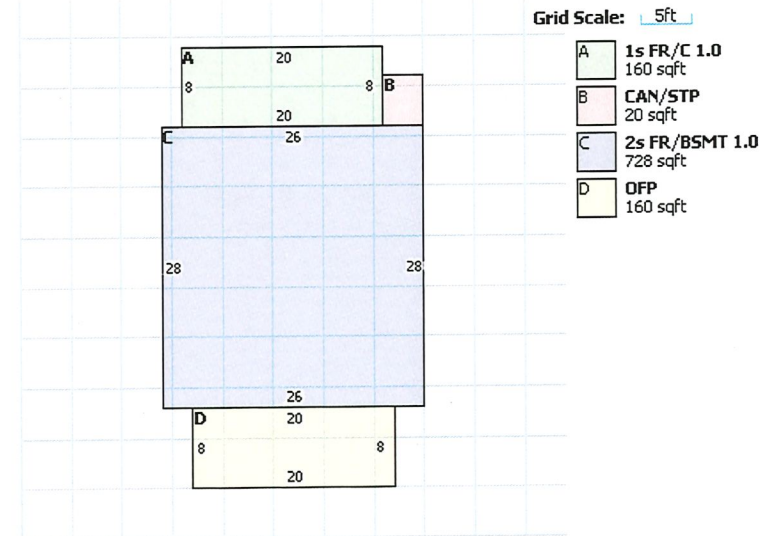 Grid Scale: 5ft
A 1s FR/C 1.0
160 sqft
B CAN/STP
20 sqft
C 2s FR/BSMT 1.0
728 sqft
D OFP
160 sqft
A 20
8 8 B
20
C 26
28 28
26
D 20
8 8
20